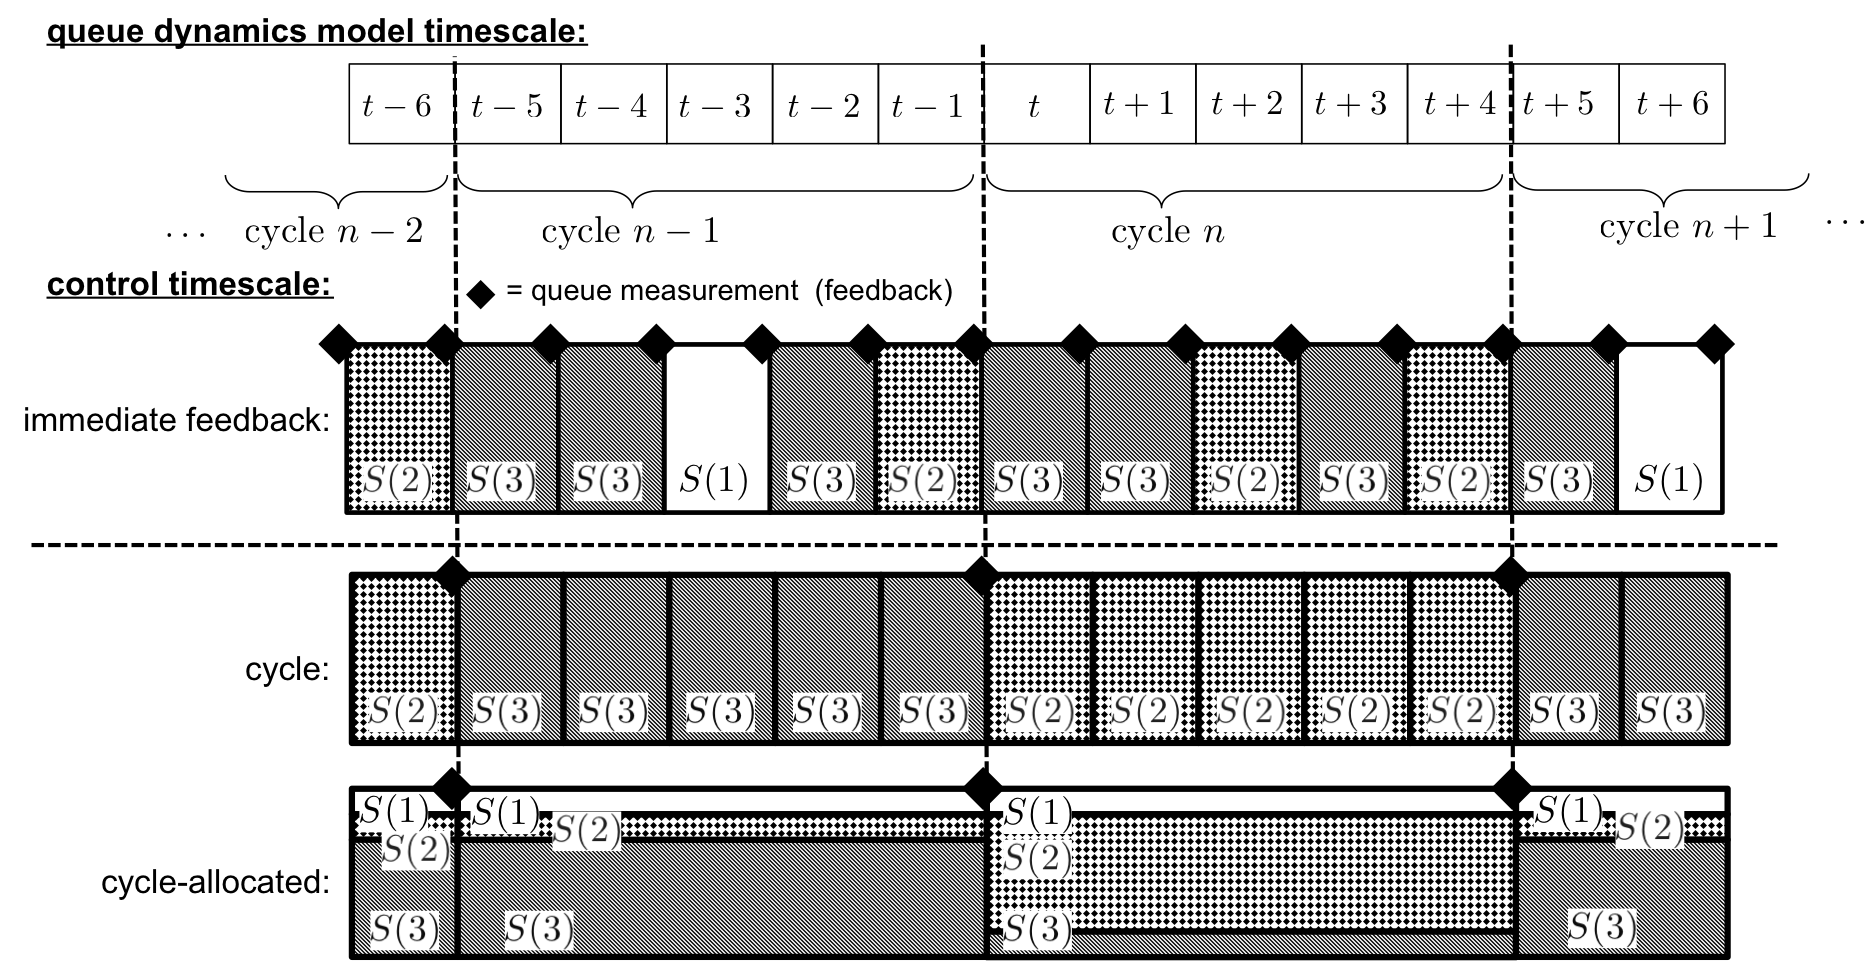 queue dynamics model timescale:
t − 6 t − 5 t − 4 t − 3 t − 2 t − 1 t t + 1 t + 2 t + 3 t + 4 t + 5 t + 6
··· cycle n − 2 cycle n − 1 cycle n cycle n + 1 ···
control timescale:
= queue measurement (feedback)
immediate feedback:
S(2) S(3) S(3) S(1) S(3) S(2) S(3) S(3) S(2) S(3) S(2) S(3) S(1)
cycle:
S(2) S(3) S(3) S(3) S(3) S(3) S(2) S(2) S(2) S(2) S(2) S(3) S(3)
cycle-allocated:
S(1) S(1) S(1) S(1)
S(2) S(2) S(2) S(2)
S(3) S(3) S(3) S(3)